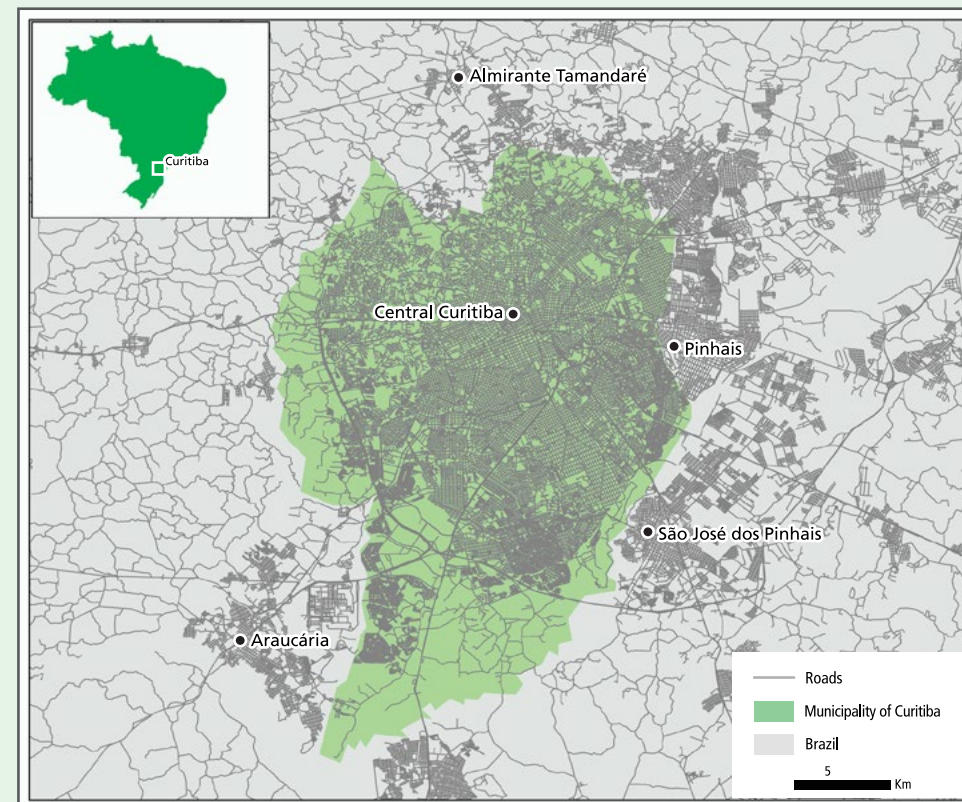 Curitiba
Almirante Tamandaré
Central Curitiba
Pinhais
São José dos Pinhais
Araucária
Roads
Municipality of Curitiba
Brazil
5
Km